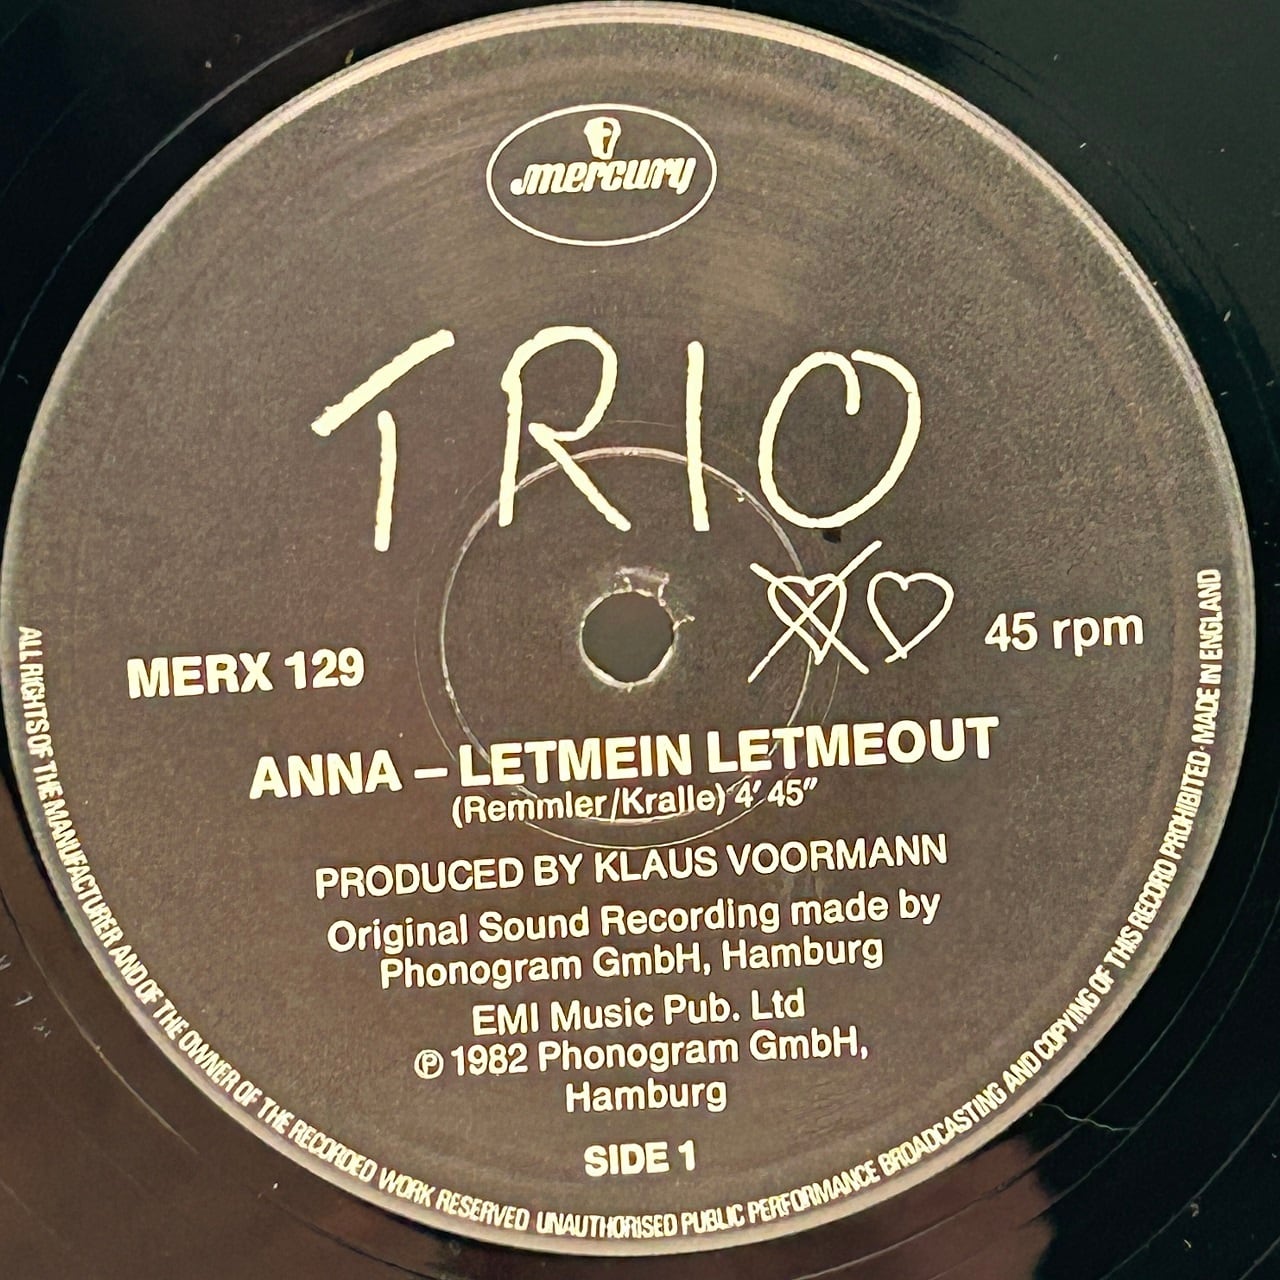 mercury
TRIO
45 rpm
MERX 129
ANNA – LETMEIN LETMEOUT
(Remmler/Kralle) 4' 45"
PRODUCED BY KLAUS VOORMANN
Original Sound Recording made by
Phonogram GmbH, Hamburg
EMI Music Pub. Ltd
℗ 1982 Phonogram GmbH,
Hamburg
SIDE 1
ALL RIGHTS OF THE MANUFACTURER AND OF THE OWNER OF THE RECORDED WORK RESERVED UNAUTHORISED PUBLIC PERFORMANCE BROADCASTING AND COPYING OF THIS RECORD PROHIBITED · MADE IN ENGLAND